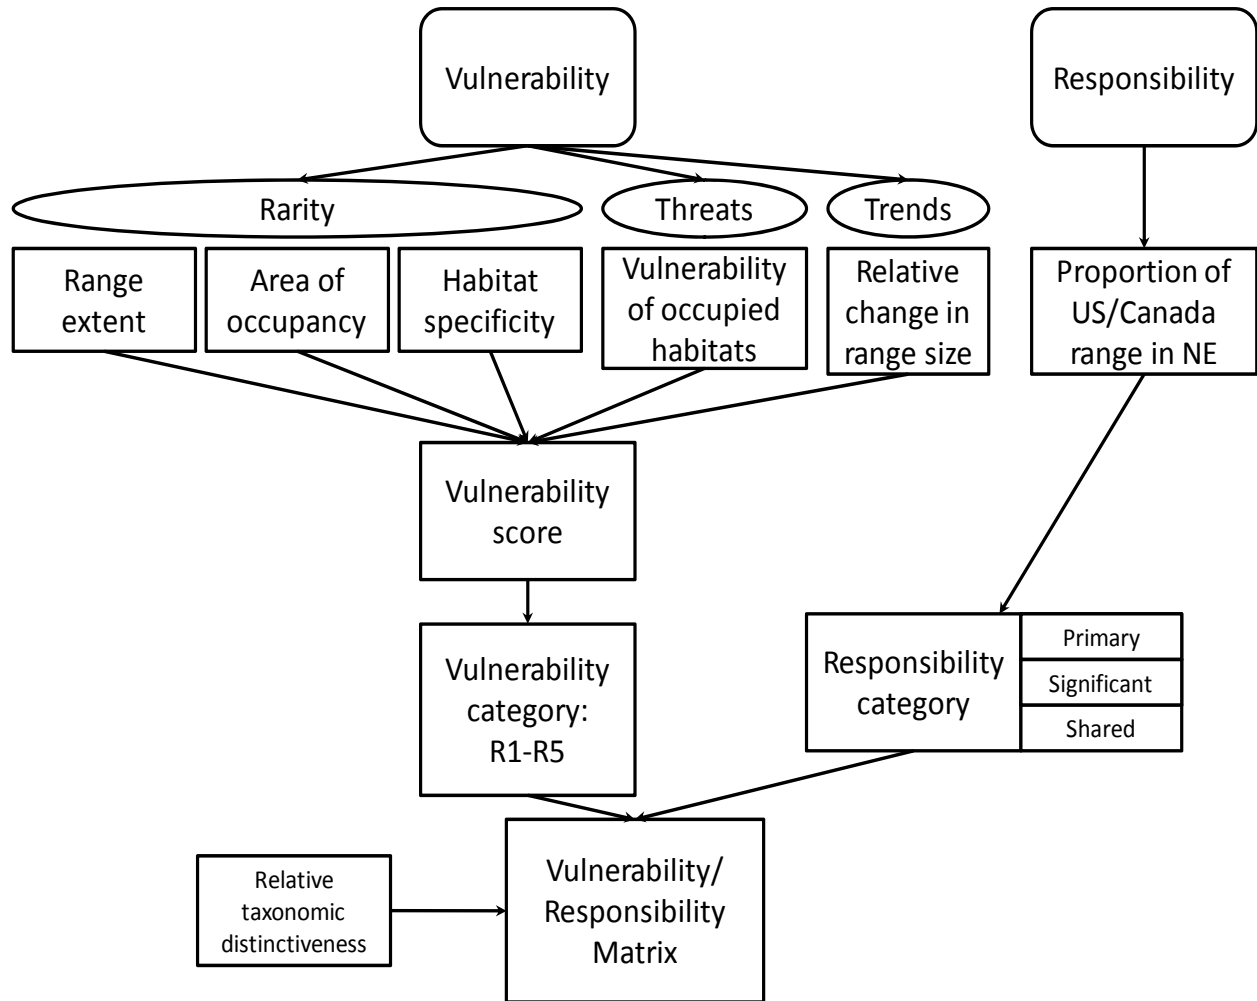 Vulnerability
Responsibility
Rarity
Threats
Trends
Range
extent
Area of
occupancy
Habitat
specificity
Vulnerability
of occupied
habitats
Relative
change in
range size
Proportion of
US/Canada
range in NE
Vulnerability
score
Vulnerability
category:
R1-R5
Responsibility
category
Primary
Significant
Shared
Relative
taxonomic
distinctiveness
Vulnerability/
Responsibility
Matrix